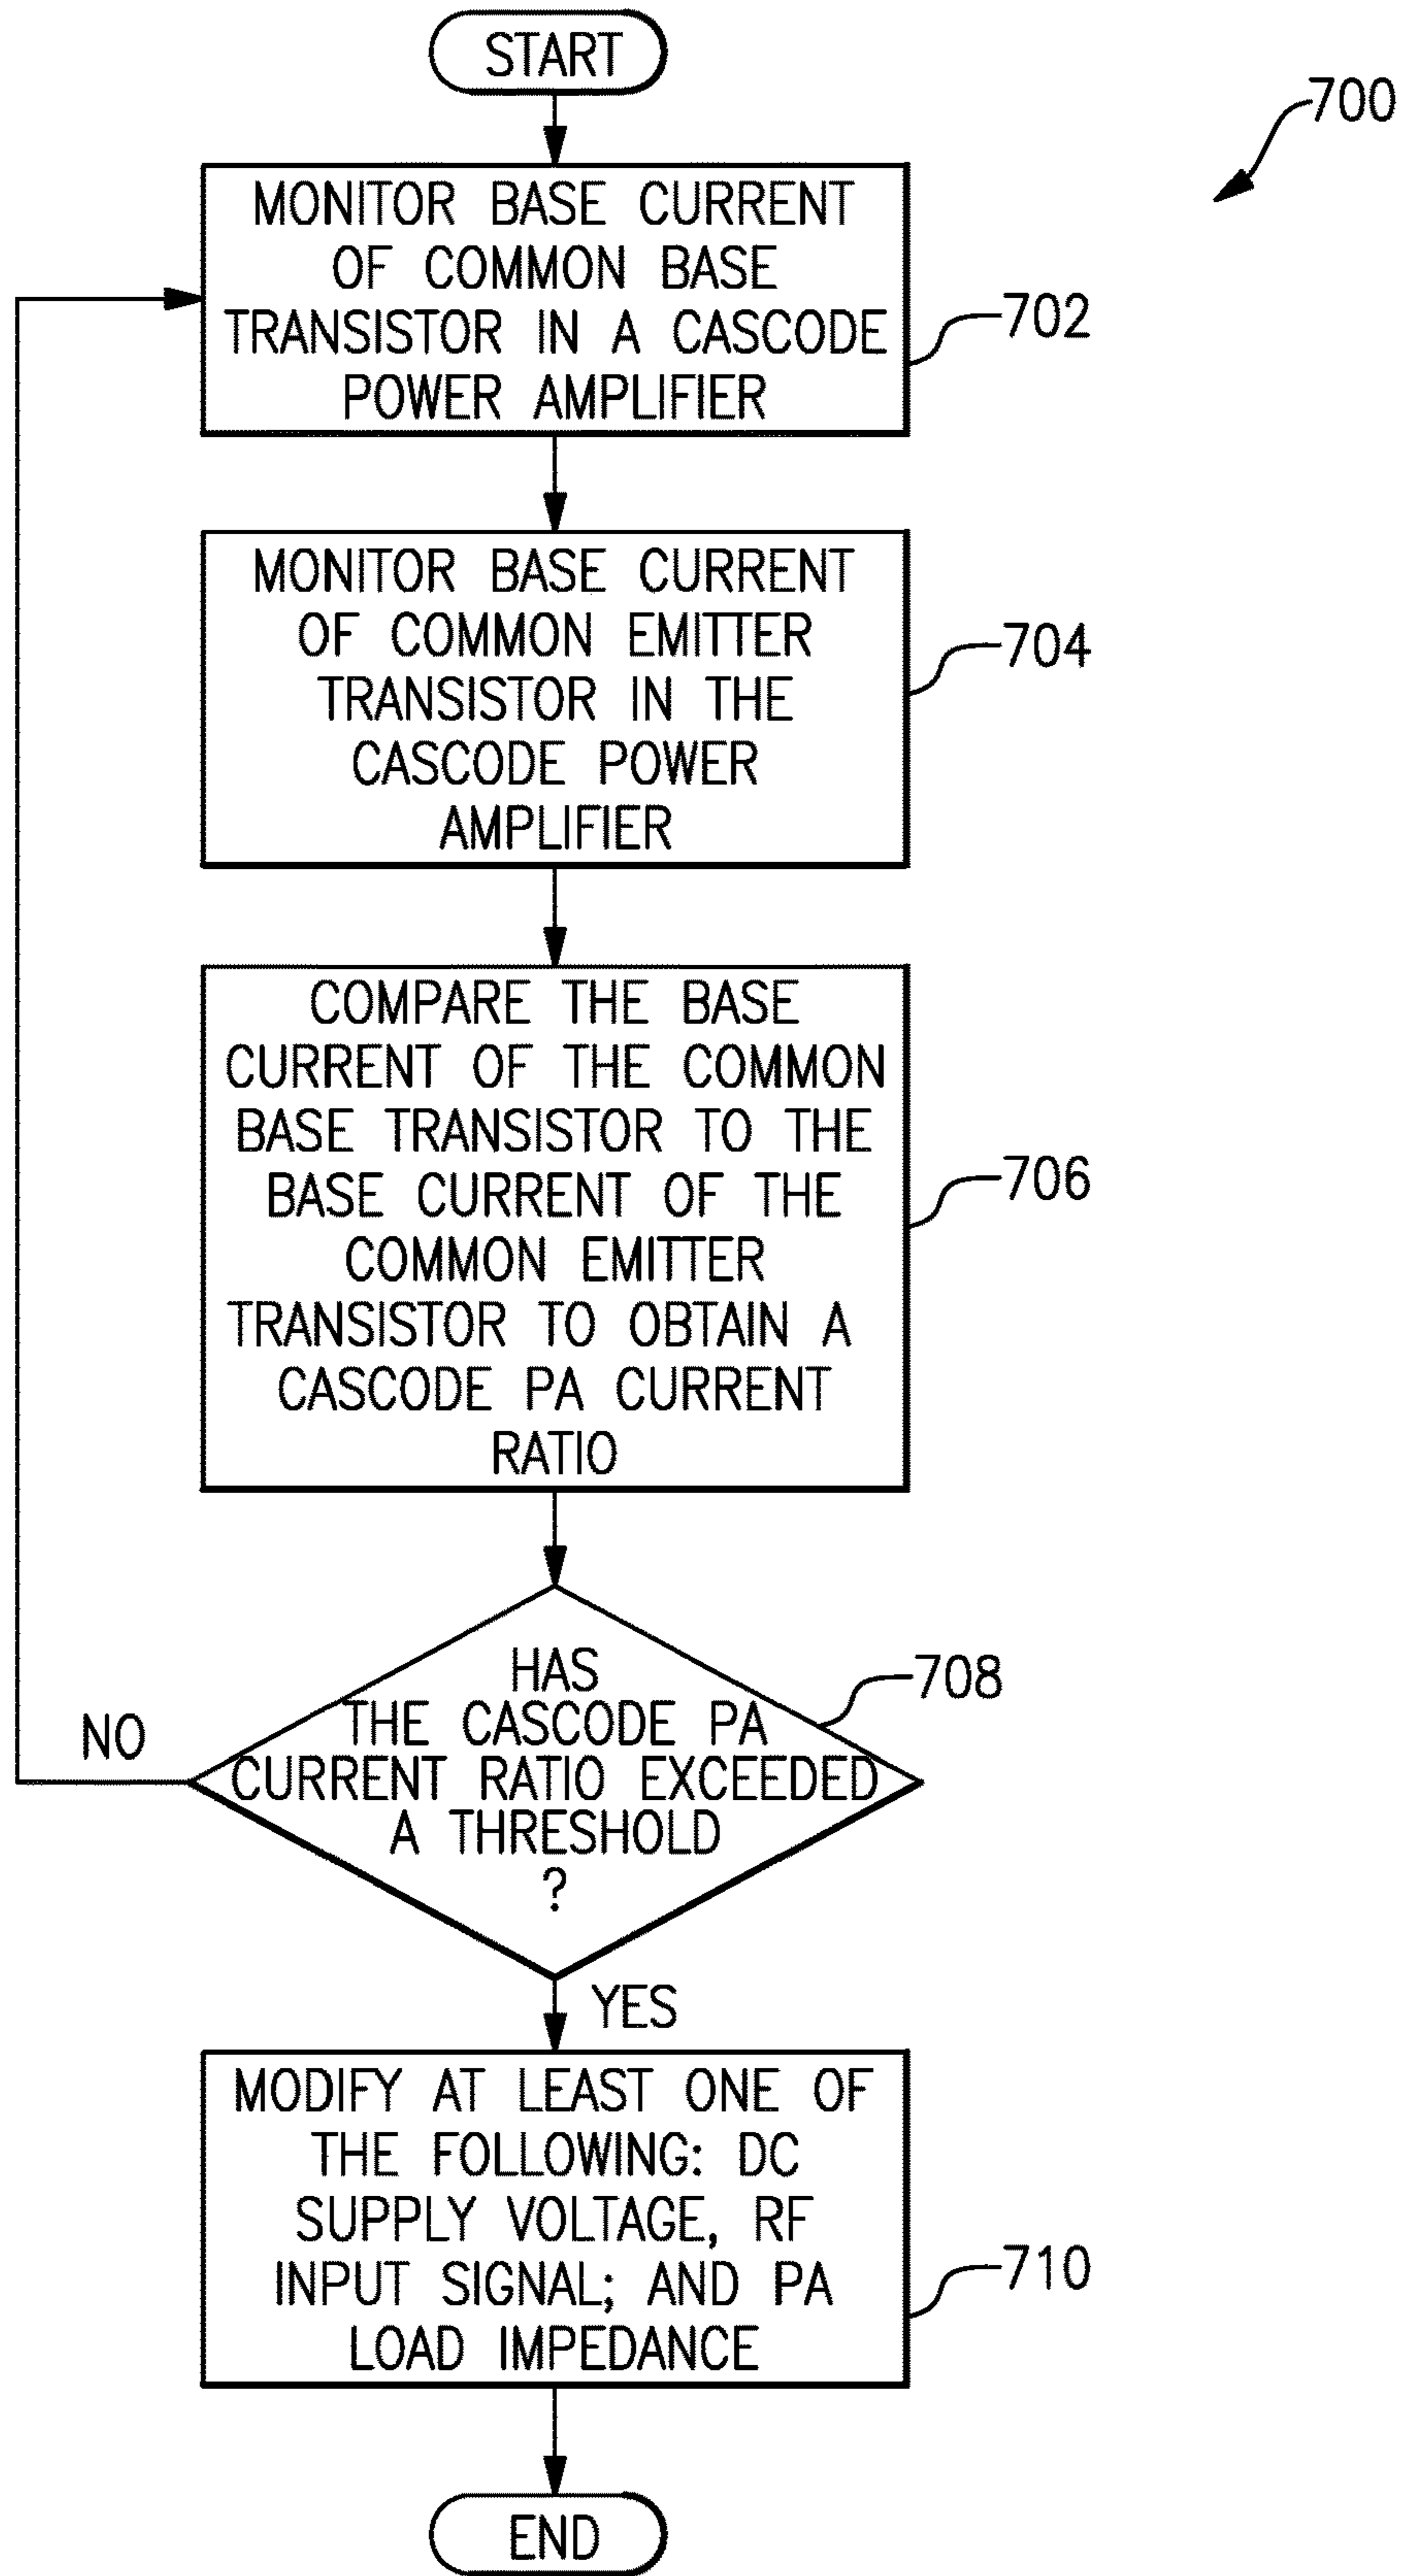 START
700
MONITOR BASE CURRENT
OF COMMON BASE
TRANSISTOR IN A CASCODE
POWER AMPLIFIER
702
MONITOR BASE CURRENT
OF COMMON EMITTER
TRANSISTOR IN THE
CASCODE POWER
AMPLIFIER
704
COMPARE THE BASE
CURRENT OF THE COMMON
BASE TRANSISTOR TO THE
BASE CURRENT OF THE
COMMON EMITTER
TRANSISTOR TO OBTAIN A
CASCODE PA CURRENT
RATIO
706
HAS
THE CASCODE PA
CURRENT RATIO EXCEEDED
A THRESHOLD
?
708
NO
YES
MODIFY AT LEAST ONE OF
THE FOLLOWING: DC
SUPPLY VOLTAGE, RF
INPUT SIGNAL; AND PA
LOAD IMPEDANCE
710
END